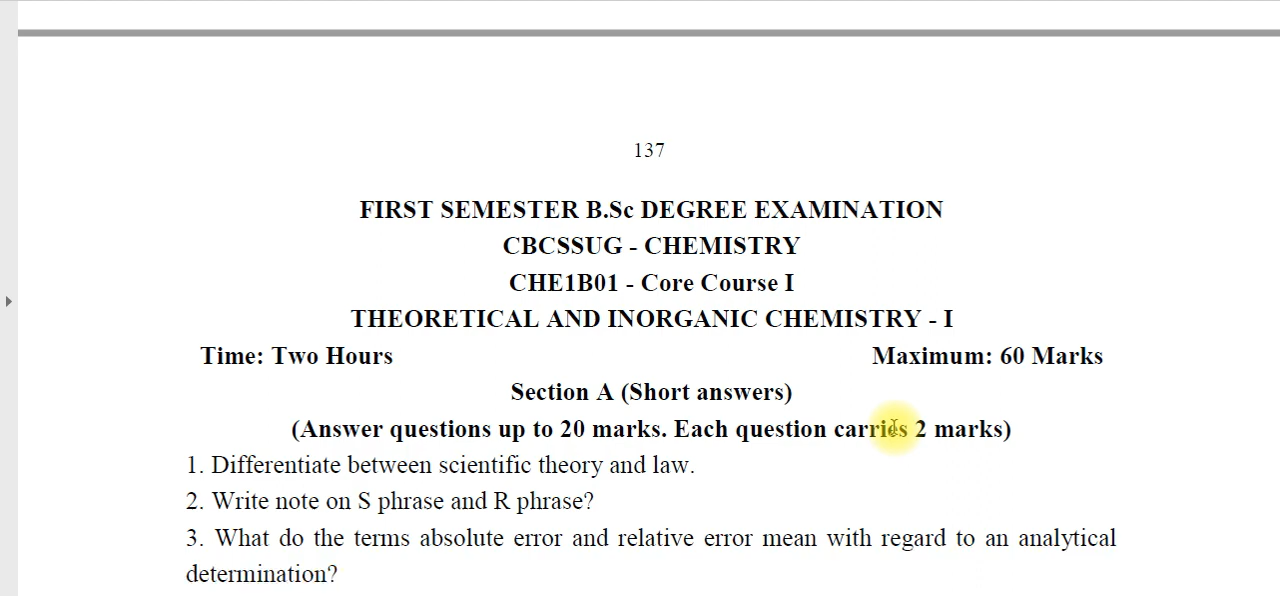 137
FIRST SEMESTER B.Sc DEGREE EXAMINATION
CBCSSUG - CHEMISTRY
CHE1B01 - Core Course I
THEORETICAL AND INORGANIC CHEMISTRY - I
Time: Two Hours Maximum: 60 Marks
Section A (Short answers)
(Answer questions up to 20 marks. Each question carries 2 marks)
1. Differentiate between scientific theory and law.
2. Write note on S phrase and R phrase?
3. What do the terms absolute error and relative error mean with regard to an analytical
determination?